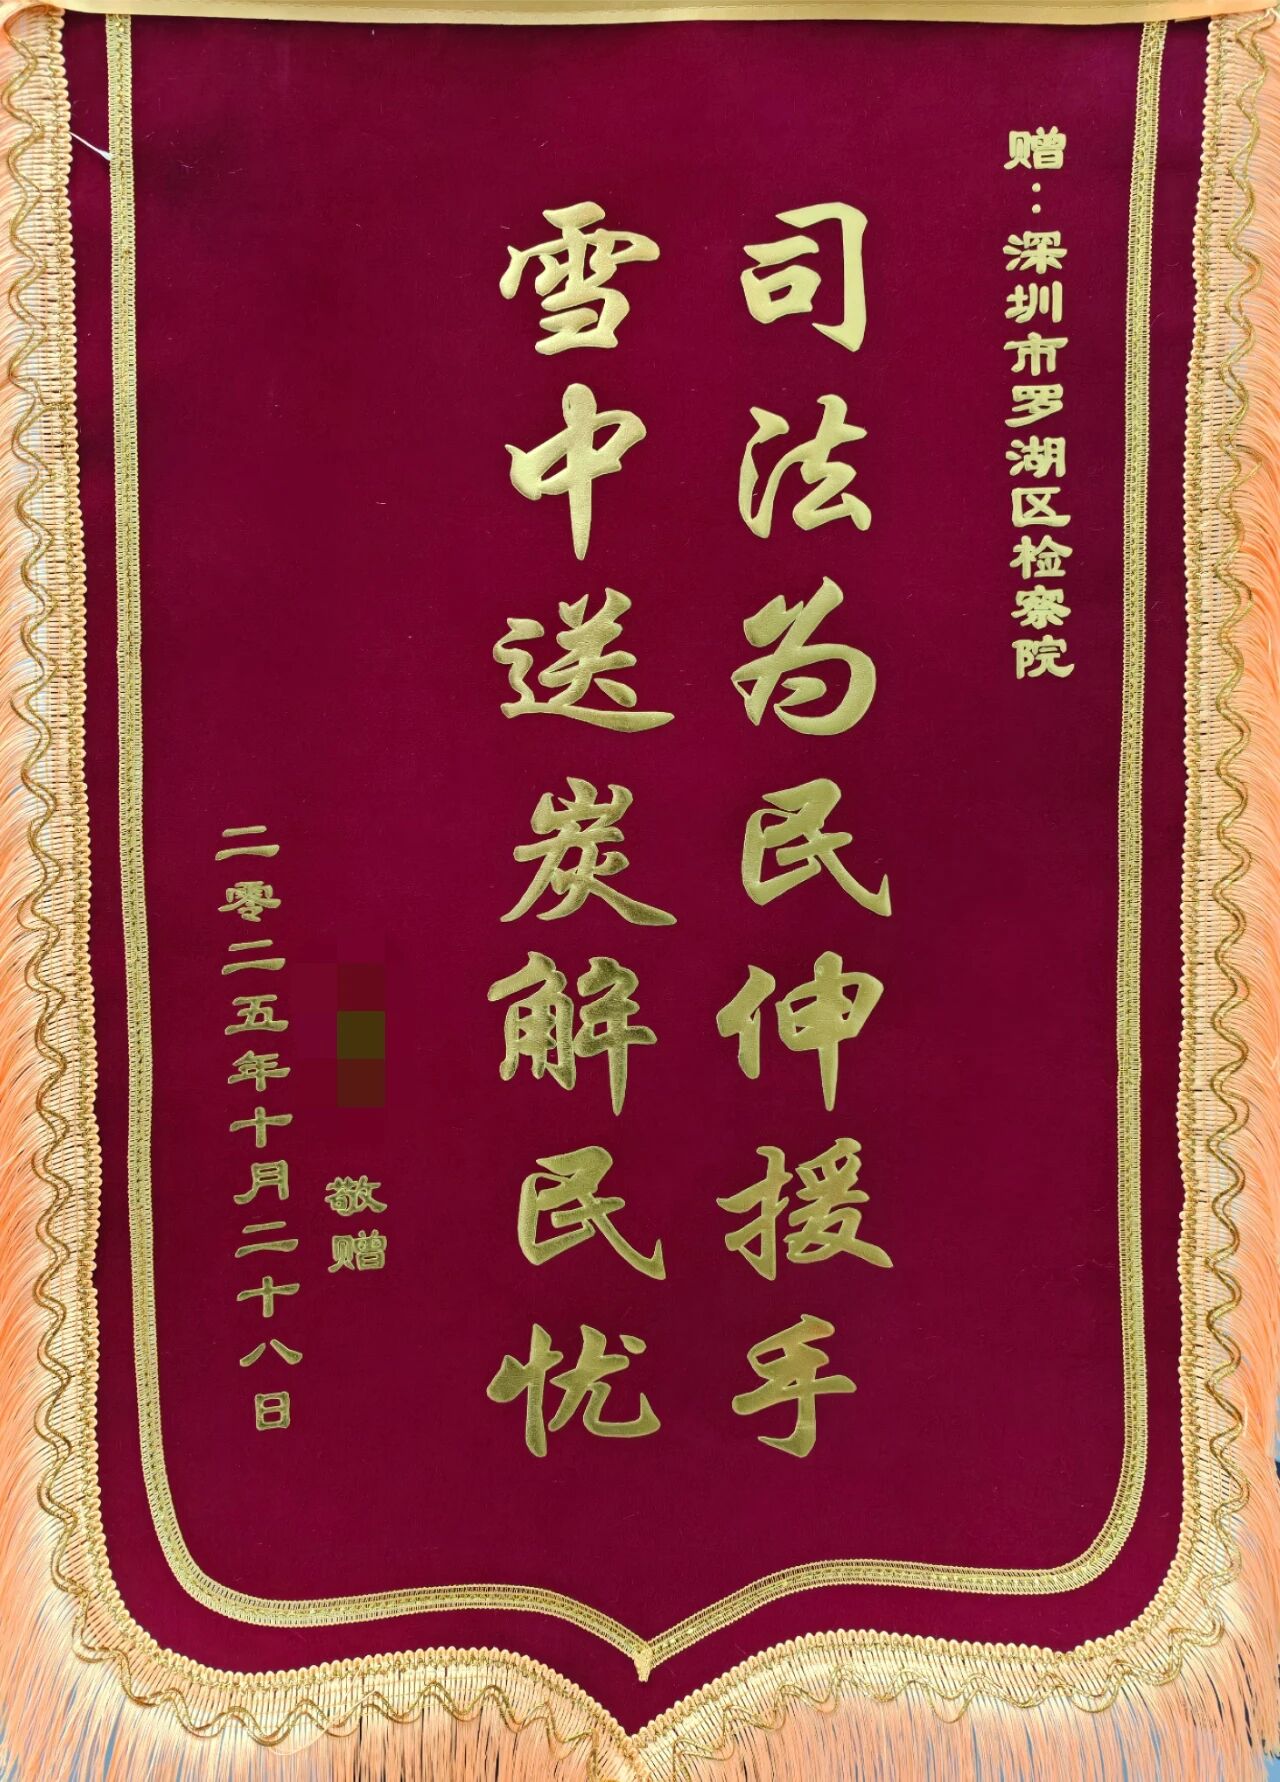 赠：深圳市罗湖区检察院
司法为民伸援手
雪中送炭解民忧
敬赠
二零二五年十月二十八日